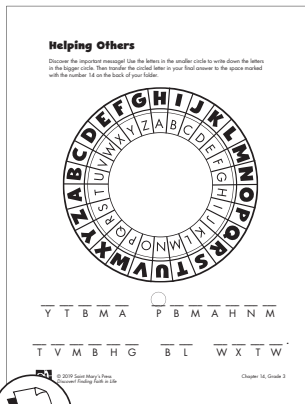 Helping Others
Discover the important message! Use the letters in the smaller circle to write down the letters
in the bigger circle. Then transfer the circled letter in your final answer to the space marked
with the number 14 on the back of your folder.
A B C D E F G H I J K L M N O P Q R S T U V W X Y Z
T U V W X Y Z A B C D E F G H I J K L M N O P Q R S
Y T B M A P B M A H N M
T V M B H G B L W X T W .
© 2019 Saint Mary's Press
Discover! Finding Faith in Life
Chapter 14, Grade 3